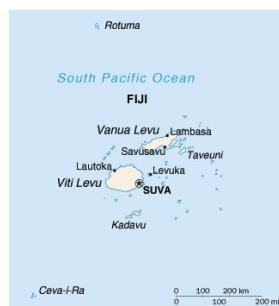 Rotuma
South Pacific Ocean
FIJI
Vanua Levu
Lambasa
Savusavu
Taveuni
Lautoka
Levuka
Viti Levu
SUVA
Kadavu
Ceva-i-Ra
0 100 200 km
0 100 200 mi